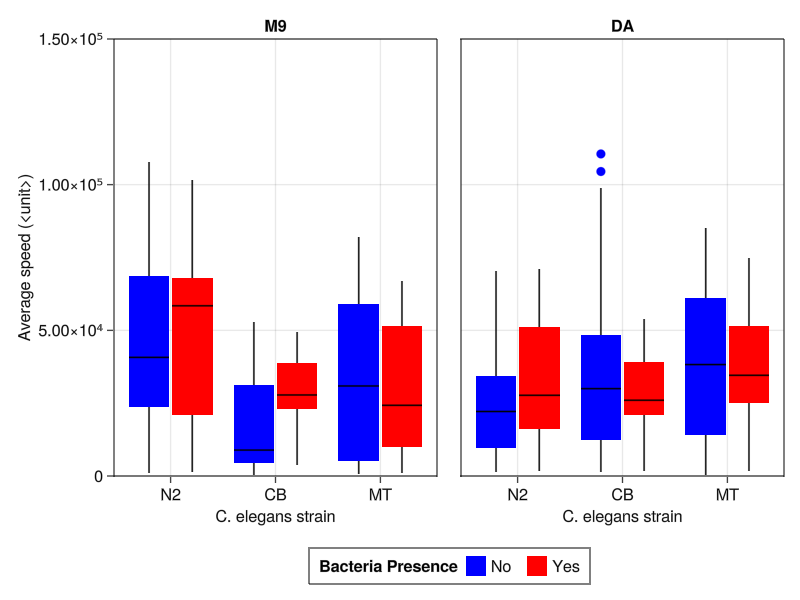 M9
DA
1.50×10⁵
1.00×10⁵
5.00×10⁴
0
Average speed (<unit>)
N2 CB MT
N2 CB MT
C. elegans strain
C. elegans strain
Bacteria Presence No Yes